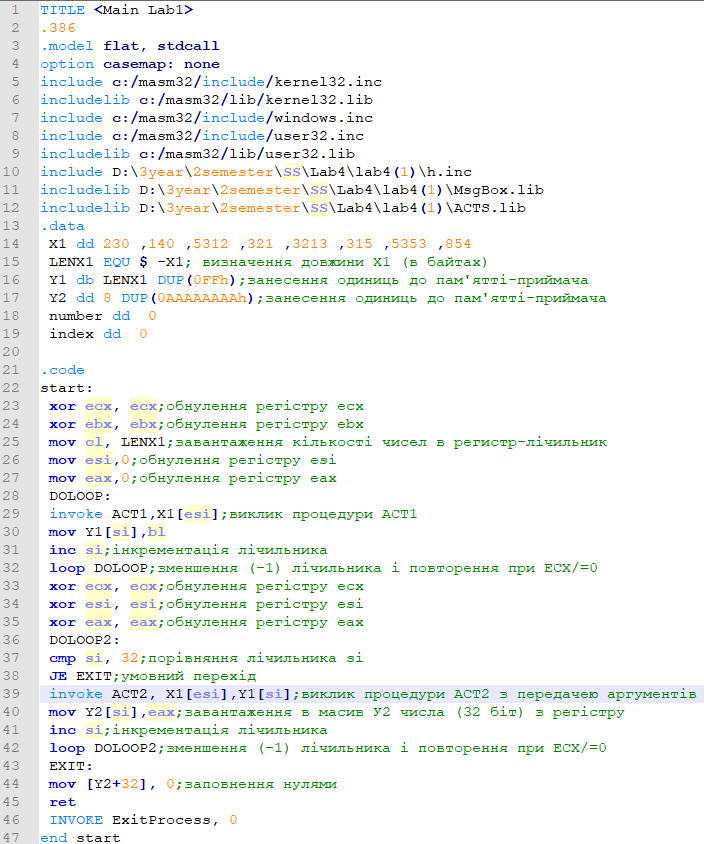 1 TITLE <Main Lab1>
2 .386
3 .model flat, stdcall
4 option casemap: none
5 include c:/masm32/include/kernel32.inc
6 includelib c:/masm32/lib/kernel32.lib
7 include c:/masm32/include/windows.inc
8 include c:/masm32/include/user32.inc
9 includelib c:/masm32/lib/user32.lib
10 include D:\3year\2semester\SS\Lab4\lab4(1)\h.inc
11 includelib D:\3year\2semester\SS\Lab4\lab4(1)\MsgBox.lib
12 includelib D:\3year\2semester\SS\Lab4\lab4(1)\ACTS.lib
13 .data
14 X1 dd 230 ,140 ,5312 ,321 ,3213 ,315 ,5353 ,854
15 LENX1 EQU $ -X1; визначення довжини X1 (в байтах)
16 Y1 db LENX1 DUP(0FFh);занесення одиниць до пам'ятті-приймача
17 Y2 dd 8 DUP(0AAAAAAAAh);занесення одиниць до пам'ятті-приймача
18 number dd 0
19 index dd 0
20
21 .code
22 start:
23 xor ecx, ecx;обнулення регістру ecx
24 xor ebx, ebx;обнулення регістру ebx
25 mov cl, LENX1;завантаження кількості чисел в регистр-лічильник
26 mov esi,0;обнулення регістру esi
27 mov eax,0;обнулення регістру eax
28 DOLOOP:
29 invoke ACT1,X1[esi];виклик процедури ACT1
30 mov Y1[si],bl
31 inc si;інкрементація лічильника
32 loop DOLOOP;зменшення (-1) лічильника і повторення при ECX/=0
33 xor ecx, ecx;обнулення регістру ecx
34 xor esi, esi;обнулення регістру esi
35 xor eax, eax;обнулення регістру eax
36 DOLOOP2:
37 cmp si, 32;порівняння лічильника si
38 JE EXIT;умовний перехід
39 invoke ACT2, X1[esi],Y1[si];виклик процедури ACT2 з передачею аргументів
40 mov Y2[si],eax;завантаження в масив У2 числа (32 біт) з регістру
41 inc si;інкрементація лічильника
42 loop DOLOOP2;зменшення (-1) лічильника і повторення при ECX/=0
43 EXIT:
44 mov [Y2+32], 0;заповнення нулями
45 ret
46 INVOKE ExitProcess, 0
47 end start